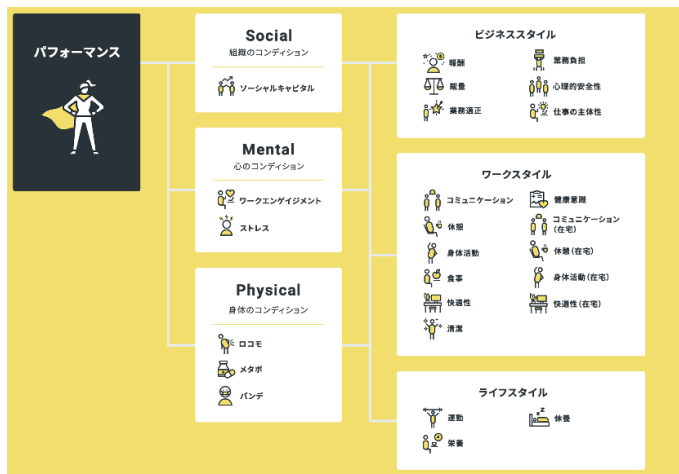 パフォーマンス
Social
組織のコンディション
ソーシャルキャピタル
Mental
心のコンディション
ワークエンゲイジメント
ストレス
Physical
身体のコンディション
ロコモ
メタボ
パンデ
ビジネススタイル
報酬
業務負担
裁量
心理的安全性
業務適正
仕事の主体性
ワークスタイル
コミュニケーション
健康意識
休憩
コミュニケーション
(在宅)
身体活動
休憩(在宅)
食事
身体活動(在宅)
快適性
快適性(在宅)
清潔
ライフスタイル
運動
休養
栄養